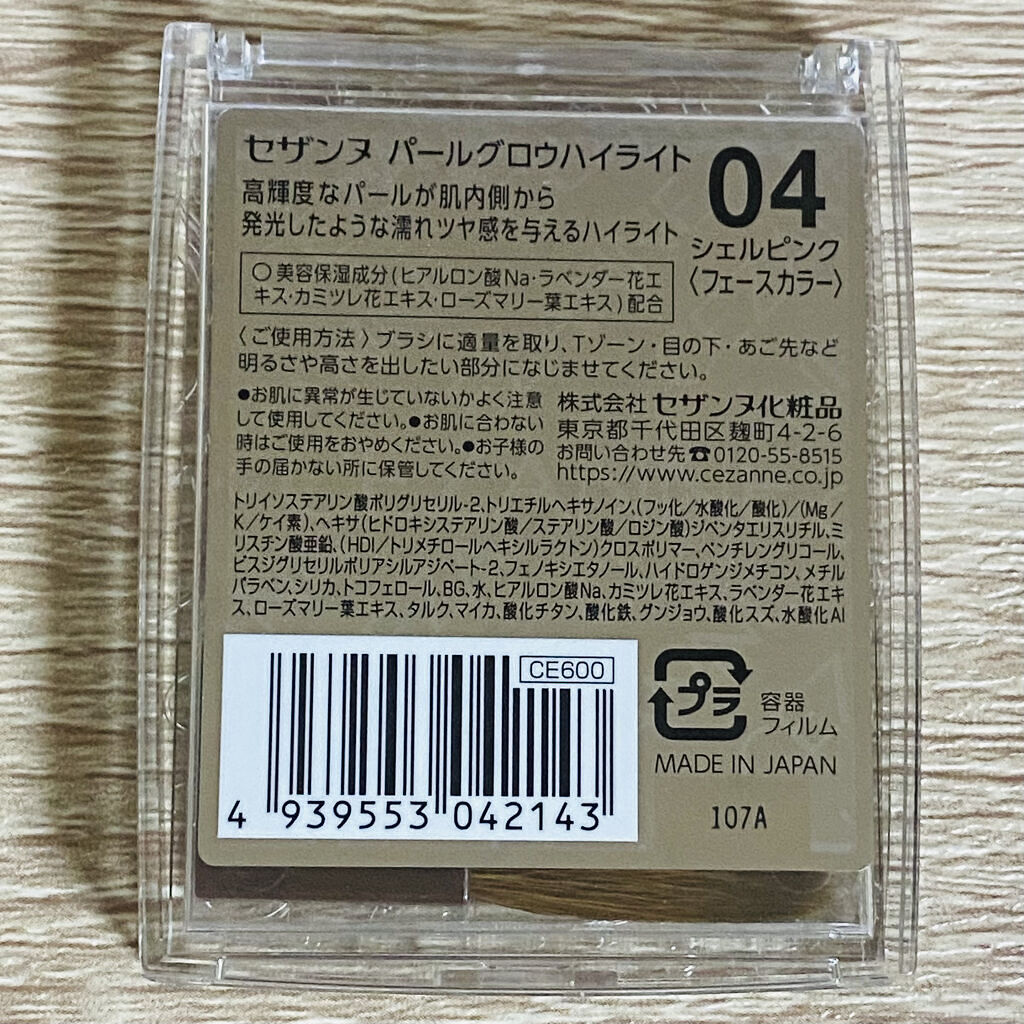 セザンヌ パールグロウハイライト
高輝度なパールが肌内側から
発光したような濡れツヤ感を与えるハイライト
04
シェルピンク
〈フェースカラー〉
○美容保湿成分(ヒアルロン酸Na・ラベンダー花エ
キス・カミツレ花エキス・ローズマリー葉エキス)配合
〈ご使用方法〉ブラシに適量を取り、Tゾーン・目の下・あご先など
明るさや高さを出したい部分になじませてください。
●お肌に異常が生じていないかよく注意
して使用してください。●お肌に合わない
時はご使用をおやめください。●お子様の
手の届かない所に保管してください。
株式会社セザンヌ化粧品
東京都千代田区麹町4-2-6
お問い合わせ先☎0120-55-8515
https://www.cezanne.co.jp
トリイソステアリン酸ポリグリセリル-2、トリエチルヘキサノイン、(フッ化/水酸化/酸化)/(Mg/
K/ケイ素)、ヘキサ(ヒドロキシステアリン酸/ステアリン酸/ロジン酸)ジペンタエリスリチル、ミ
リスチン酸亜鉛、(HDI/トリメチロールヘキシルラクトン)クロスポリマー、ペンチレングリコール、
ビスジグリセリルポリアシルアジペート-2、フェノキシエタノール、ハイドロゲンジメチコン、メチル
パラベン、シリカ、トコフェロール、BG、水、ヒアルロン酸Na、カミツレ花エキス、ラベンダー花エキ
ス、ローズマリー葉エキス、タルク、マイカ、酸化チタン、酸化鉄、グンジョウ、酸化スズ、水酸化Al
CE600
4 939553 042143
プラ
容器
フィルム
MADE IN JAPAN
107A